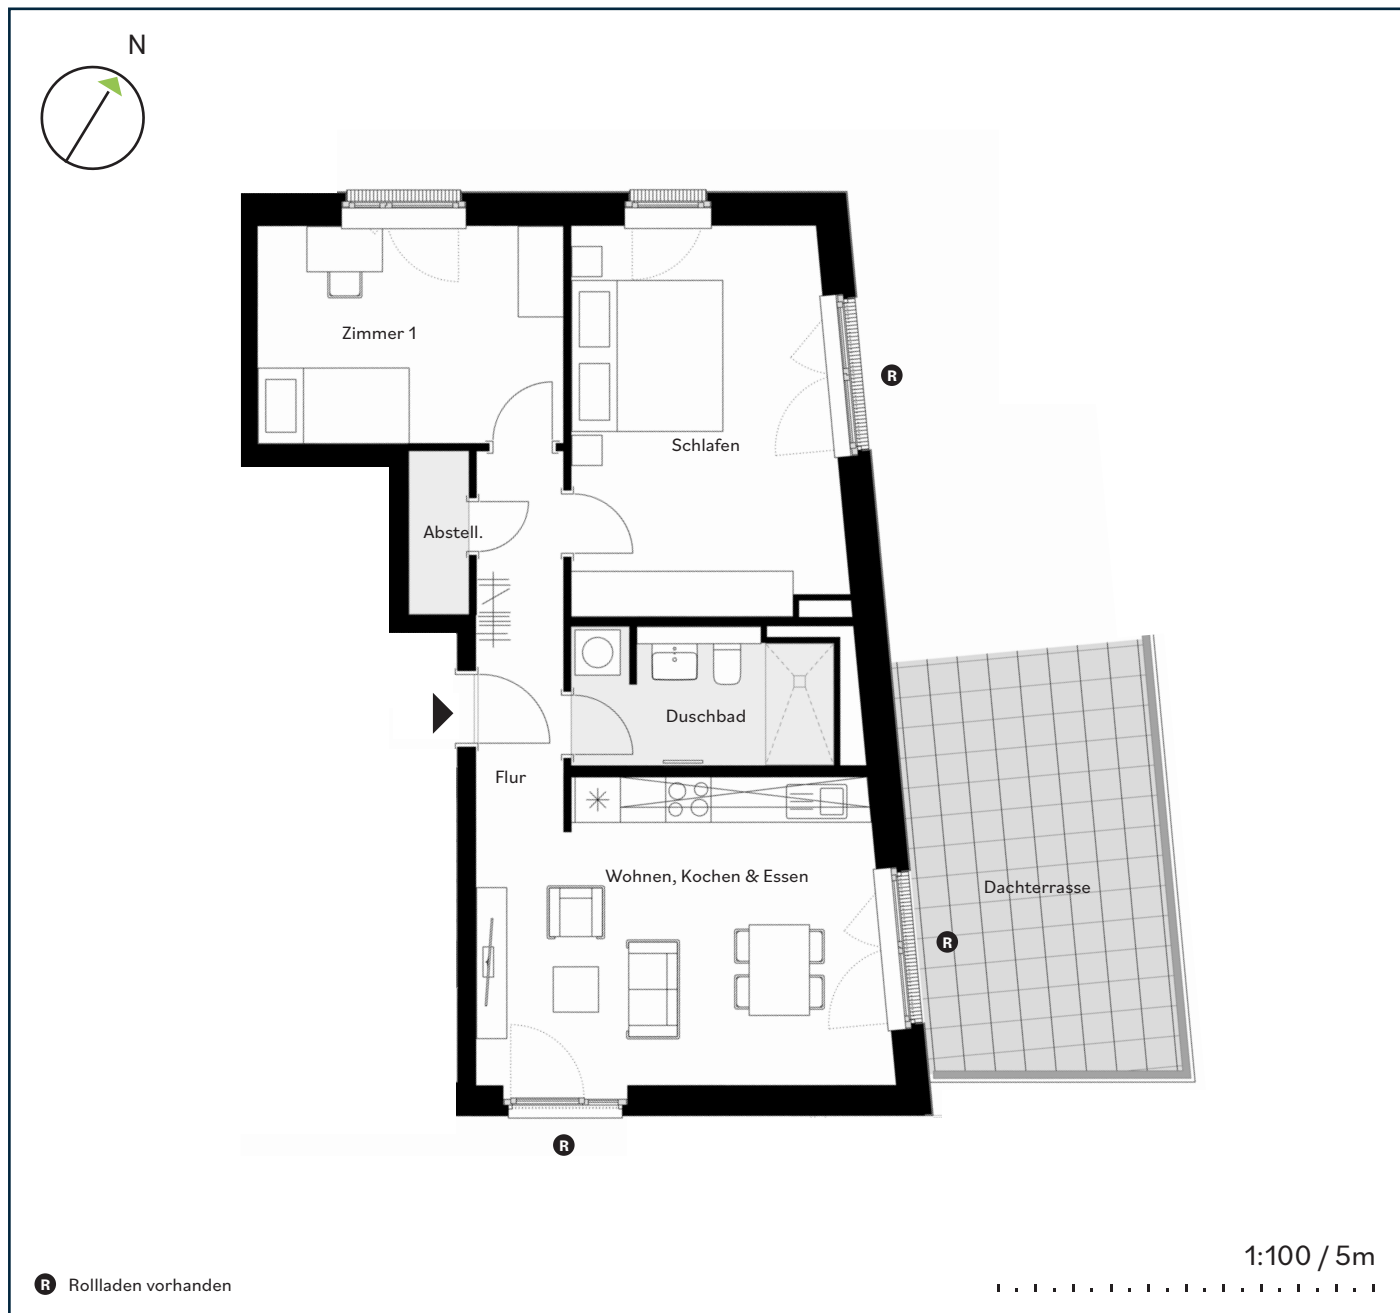 N
Zimmer 1
R
Schlafen
Abstell.
Duschbad
Flur
Wohnen, Kochen & Essen
Dachterrasse
R
R
1:100 / 5m
R Rollladen vorhanden